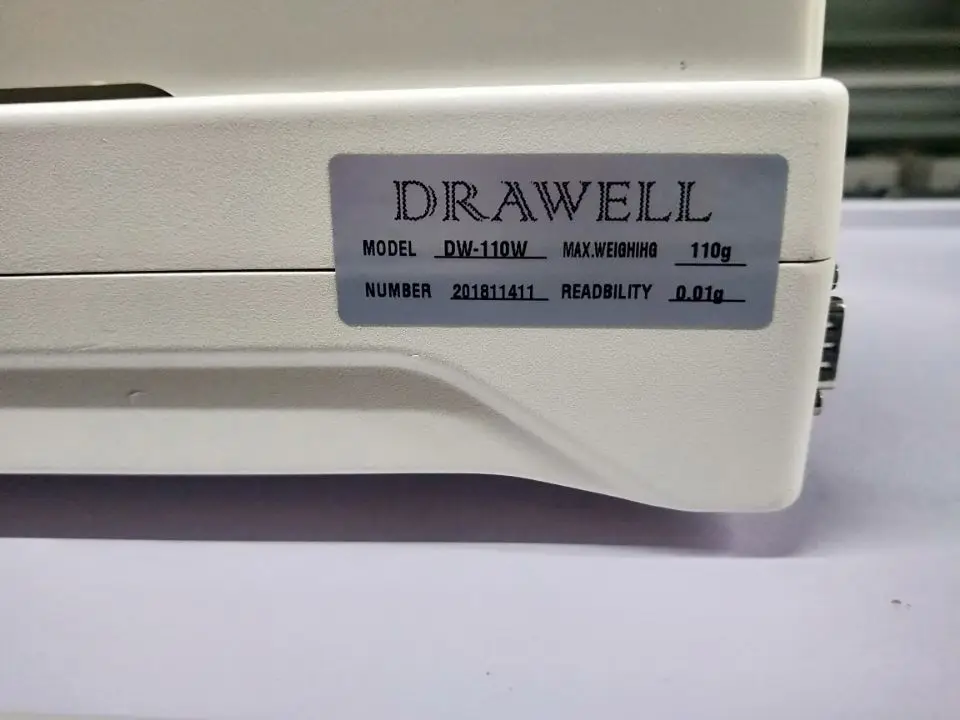 DRAWELL
MODEL DW-110W MAX.WEIGHIHG 110g
NUMBER 201811411 READBILITY 0.01g